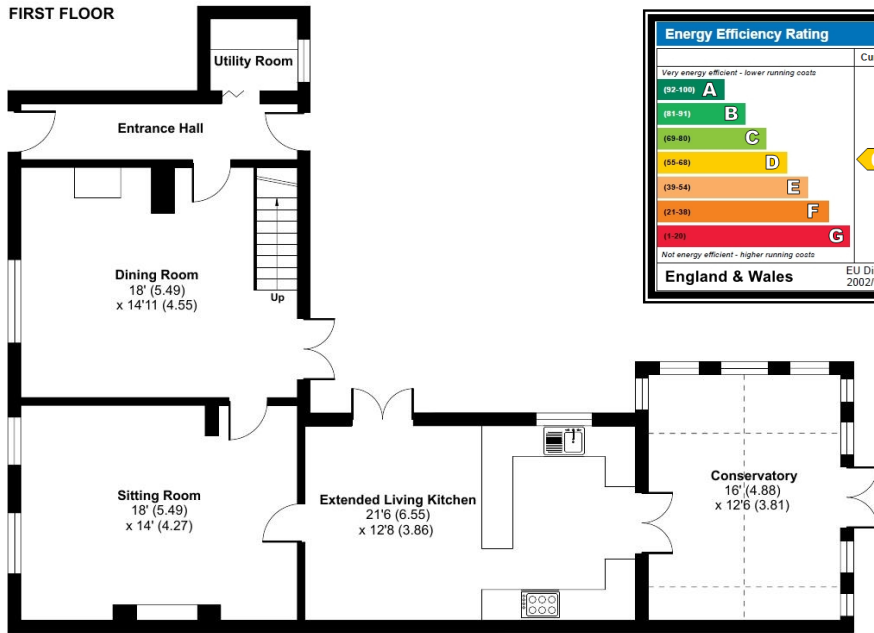 FIRST FLOOR
Utility Room
Entrance Hall
Dining Room
18' (5.49)
x 14'11 (4.55)
Up
Sitting Room
18' (5.49)
x 14' (4.27)
Extended Living Kitchen
21'6 (6.55)
x 12'8 (3.86)
Conservatory
16' (4.88)
x 12'6 (3.81)
Energy Efficiency Rating
Very energy efficient - lower running costs
(92-100) A
(81-91) B
(69-80) C
(55-68) D
(39-54) E
(21-38) F
(1-20) G
Not energy efficient - higher running costs
England & Wales
EU
2002/